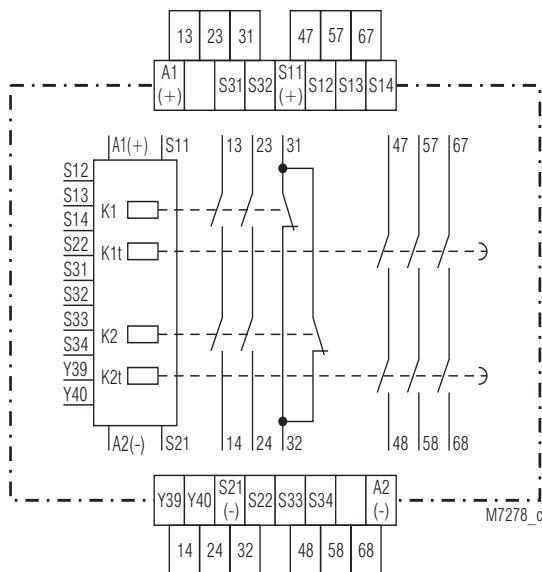 13 23 31 47 57 67
A1 (+) S31 S32 S11 (+) S12 S13 S14
A1(+) S11 13 23 31 47 57 67
S12
S13
K1
S14
S22
K1t
S31
S32
S33
K2
S34
Y39
K2t
Y40
A2(-) S21 14 24 32 48 58 68
Y39 Y40 S21 (-) S22 S33 S34 A2 (-)
M7278_c
14 24 32 48 58 68